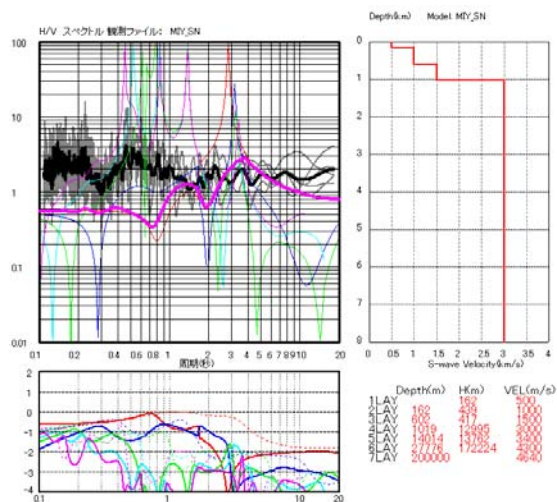 H/V スペクトル 観測ファイル: MIY_SN
Depth(km) Model: MIY_SN
100
10
1
0.1
0.01
0.1 0.2 0.4 0.6 0.8 1 2 3 4 5 6 7 8 9 10 20
周期(秒)
2
1
0
-1
-2
-3
-4
0.1 1 10 20
0
1
2
3
4
5
6
7
8
0 0.5 1 1.5 2 2.5 3 3.5 4
S-wave Velocity(km/s)
Depth(m) H(m) VEL(m/s)
1LAY 162 500
2LAY 162 439 1000
3LAY 417 1500
4LAY 1019 12995 3000
5LAY 14014 13762 3400
6LAY 27776 172224
7LAY 200000 4640